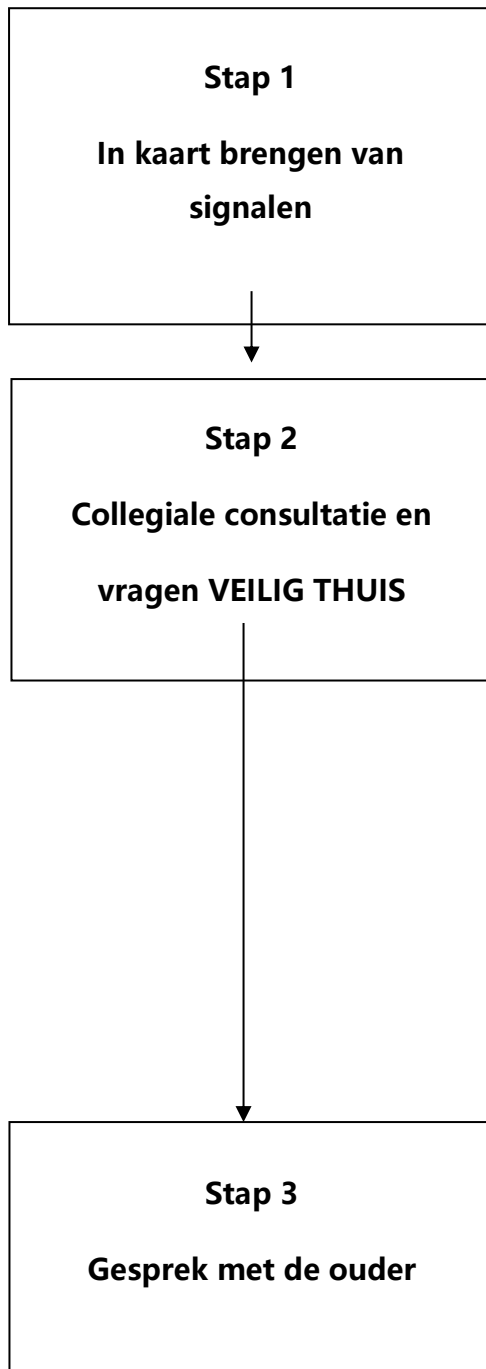 Stap 1
In kaart brengen van
signalen
Stap 2
Collegiale consultatie en
vragen VEILIG THUIS
Stap 3
Gesprek met de ouder